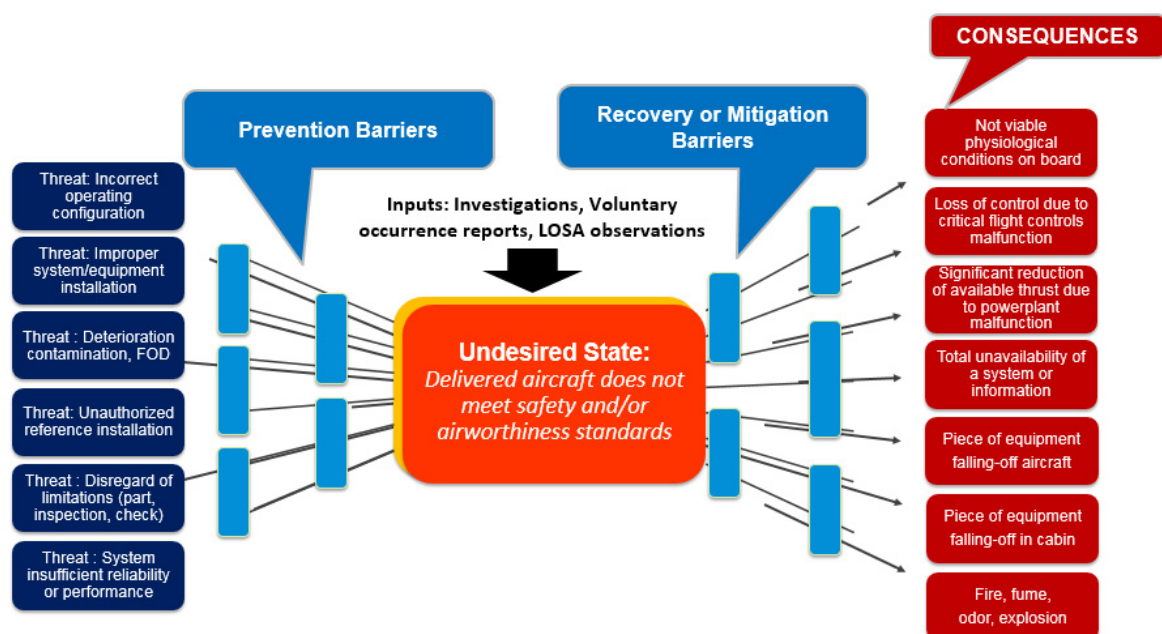 CONSEQUENCES
Prevention Barriers
Recovery or Mitigation
Barriers
Inputs: Investigations, Voluntary
occurrence reports, LOSA observations
Threat: Incorrect
operating
configuration
Threat: Improper
system/equipment
installation
Threat : Deterioration
contamination, FOD
Threat: Unauthorized
reference installation
Threat : Disregard of
limitations (part,
inspection, check)
Threat : System
insufficient reliability
or performance
Undesired State:
Delivered aircraft does not
meet safety and/or
airworthiness standards
Not viable
physiological
conditions on board
Loss of control due to
critical flight controls
malfunction
Significant reduction
of available thrust due
to powerplant
malfunction
Total unavailability of
a system or
information
Piece of equipment
falling-off aircraft
Piece of equipment
falling-off in cabin
Fire, fume,
odor, explosion